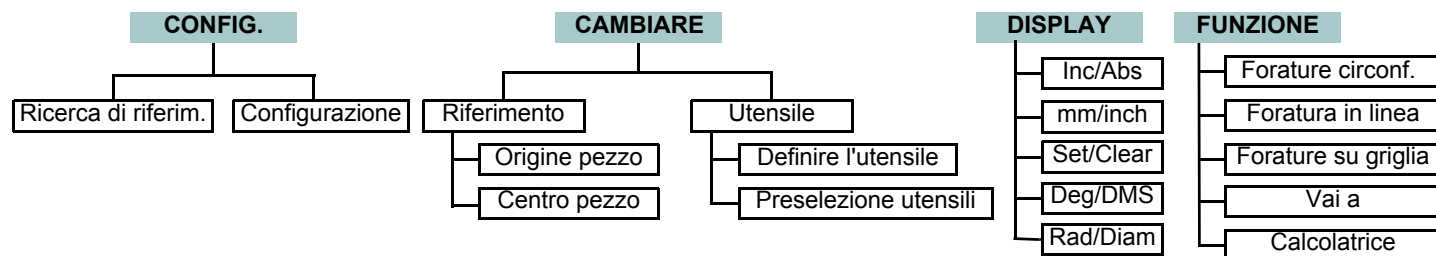 CONFIG.
Ricerca di riferim.
Configurazione
CAMBIARE
Riferimento
Origine pezzo
Centro pezzo
Utensile
Definire l'utensile
Preselezione utensili
DISPLAY
Inc/Abs
mm/inch
Set/Clear
Deg/DMS
Rad/Diam
FUNZIONE
Forature circonf.
Foratura in linea
Forature su griglia
Vai a
Calcolatrice